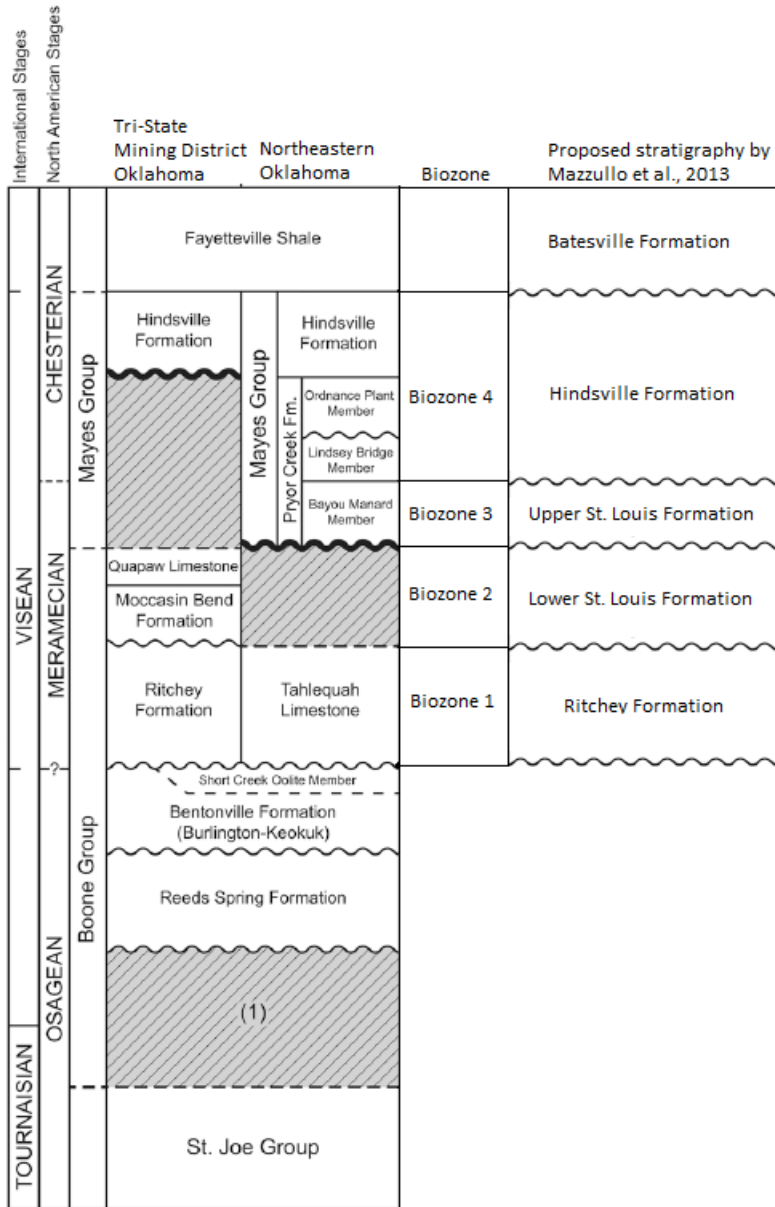 International Stages
North American Stages
Tri-State
Mining District
Oklahoma
Northeastern
Oklahoma
Biozone
Proposed stratigraphy by
Mazzullo et al., 2013
VISEAN
TOURNAISIAN
CHESTERIAN
MERAMECIAN
?
OSAGEAN
Mayes Group
Boone Group
Fayetteville Shale
Batesville Formation
Hindsville
Formation
Mayes Group
Hindsville
Formation
Pryor Creek Fm.
Ordnance Plant
Member
Lindsey Bridge
Member
Bayou Manard
Member
Biozone 4
Hindsville Formation
Biozone 3
Upper St. Louis Formation
Quapaw Limestone
Moccasin Bend
Formation
Biozone 2
Lower St. Louis Formation
Ritchey
Formation
Tahlequah
Limestone
Biozone 1
Ritchey Formation
Short Creek Oolite Member
Bentonville Formation
(Burlington-Keokuk)
Reeds Spring Formation
(1)
St. Joe Group